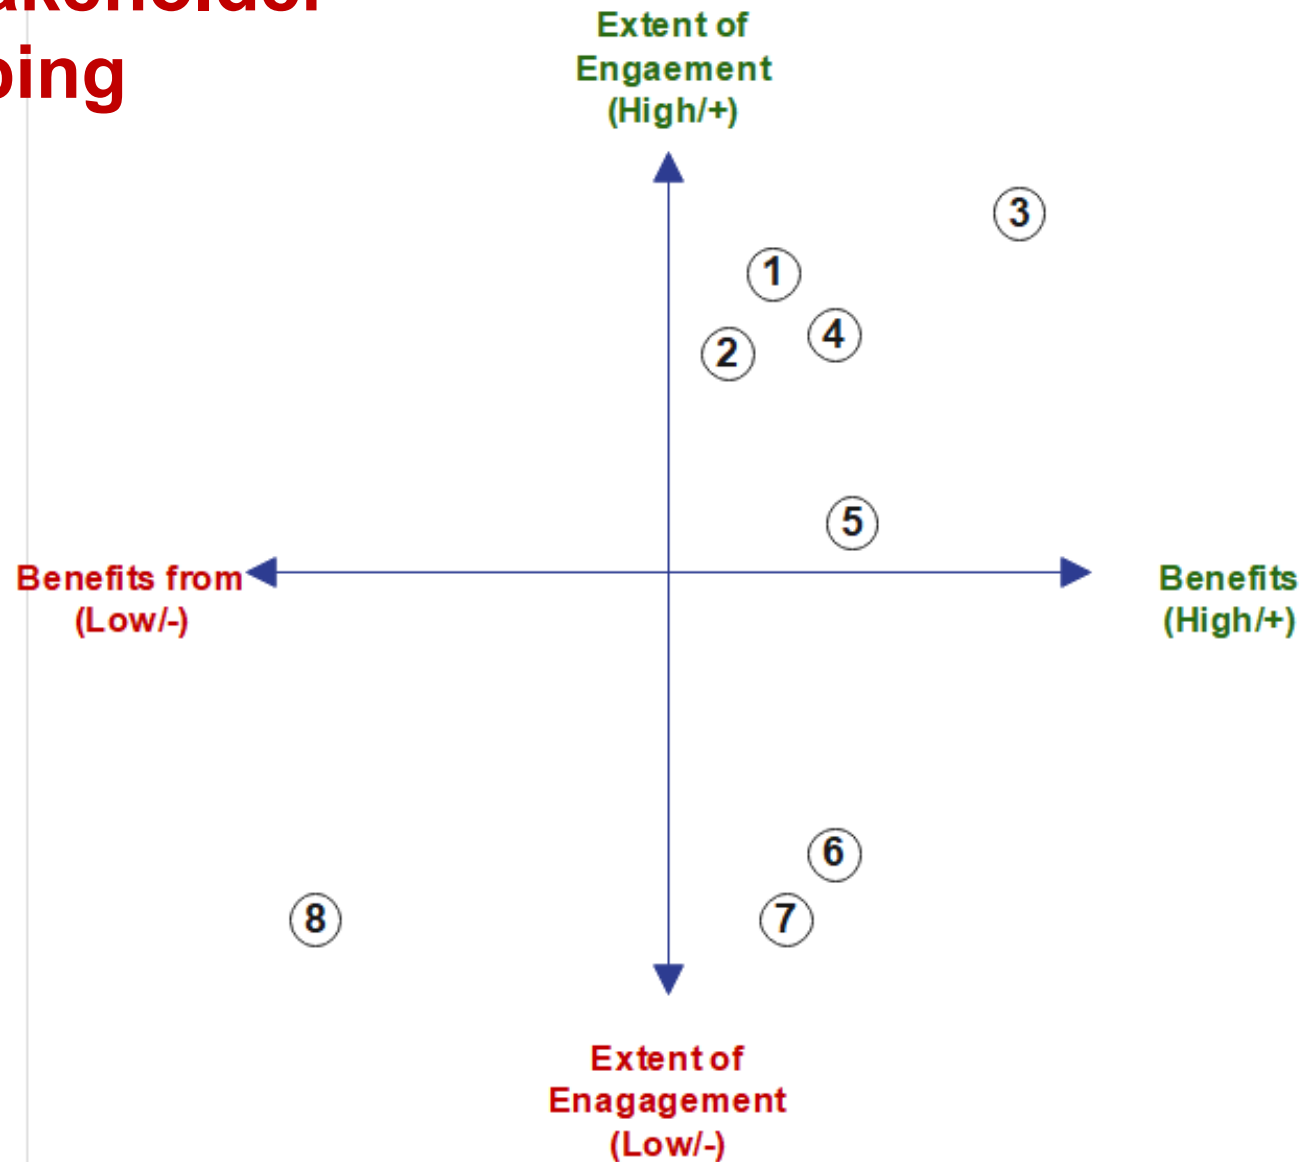 akeholder
ping
Extent of
Engaement
(High/+)
3
1
4
2
5
Benefits from
(Low/-)
Benefits
(High/+)
6
8
7
Extent of
Enagagement
(Low/-)